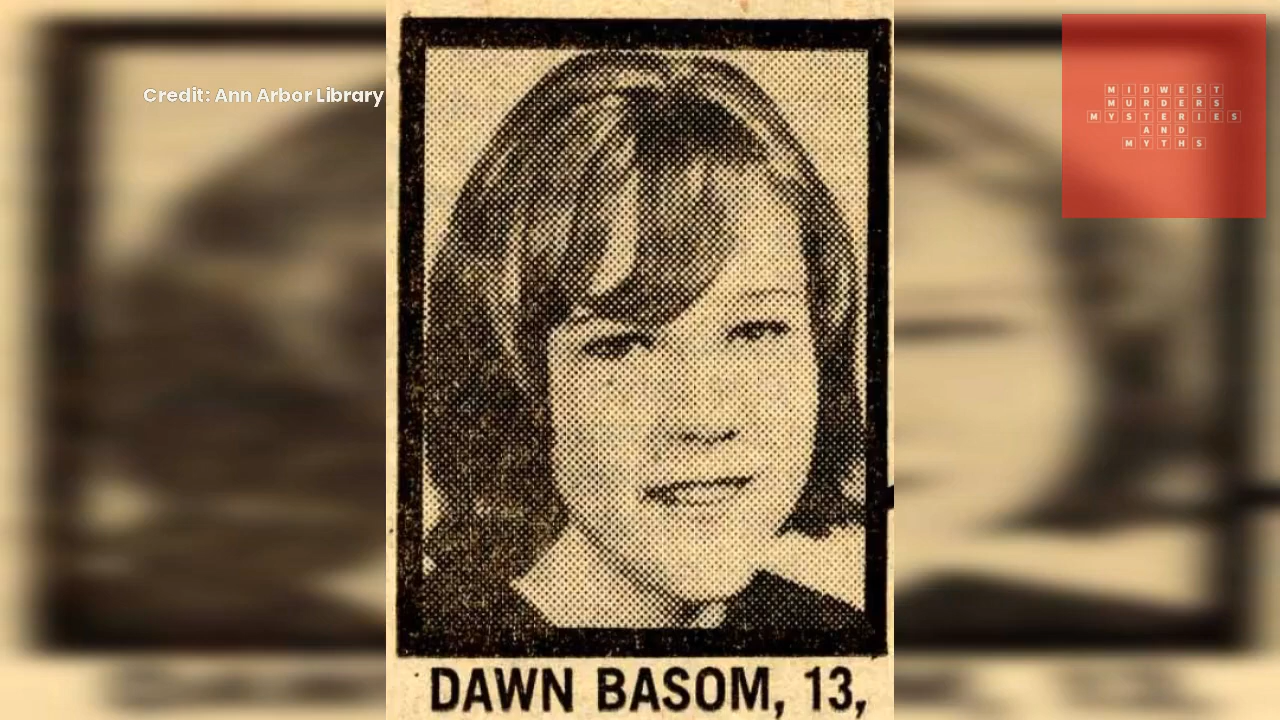 Credit: Ann Arbor Library
MIDWEST
MURDERS
MYSTERIES
AND
MYTHS
DAWN BASOM, 13,